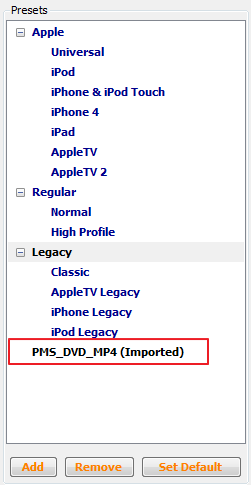 Presets
Apple
Universal
iPod
iPhone & iPod Touch
iPhone 4
iPad
AppleTV
AppleTV 2
Regular
Normal
High Profile
Legacy
Classic
AppleTV Legacy
iPhone Legacy
iPod Legacy
PMS_DVD_MP4 (Imported)
Add Remove Set Default